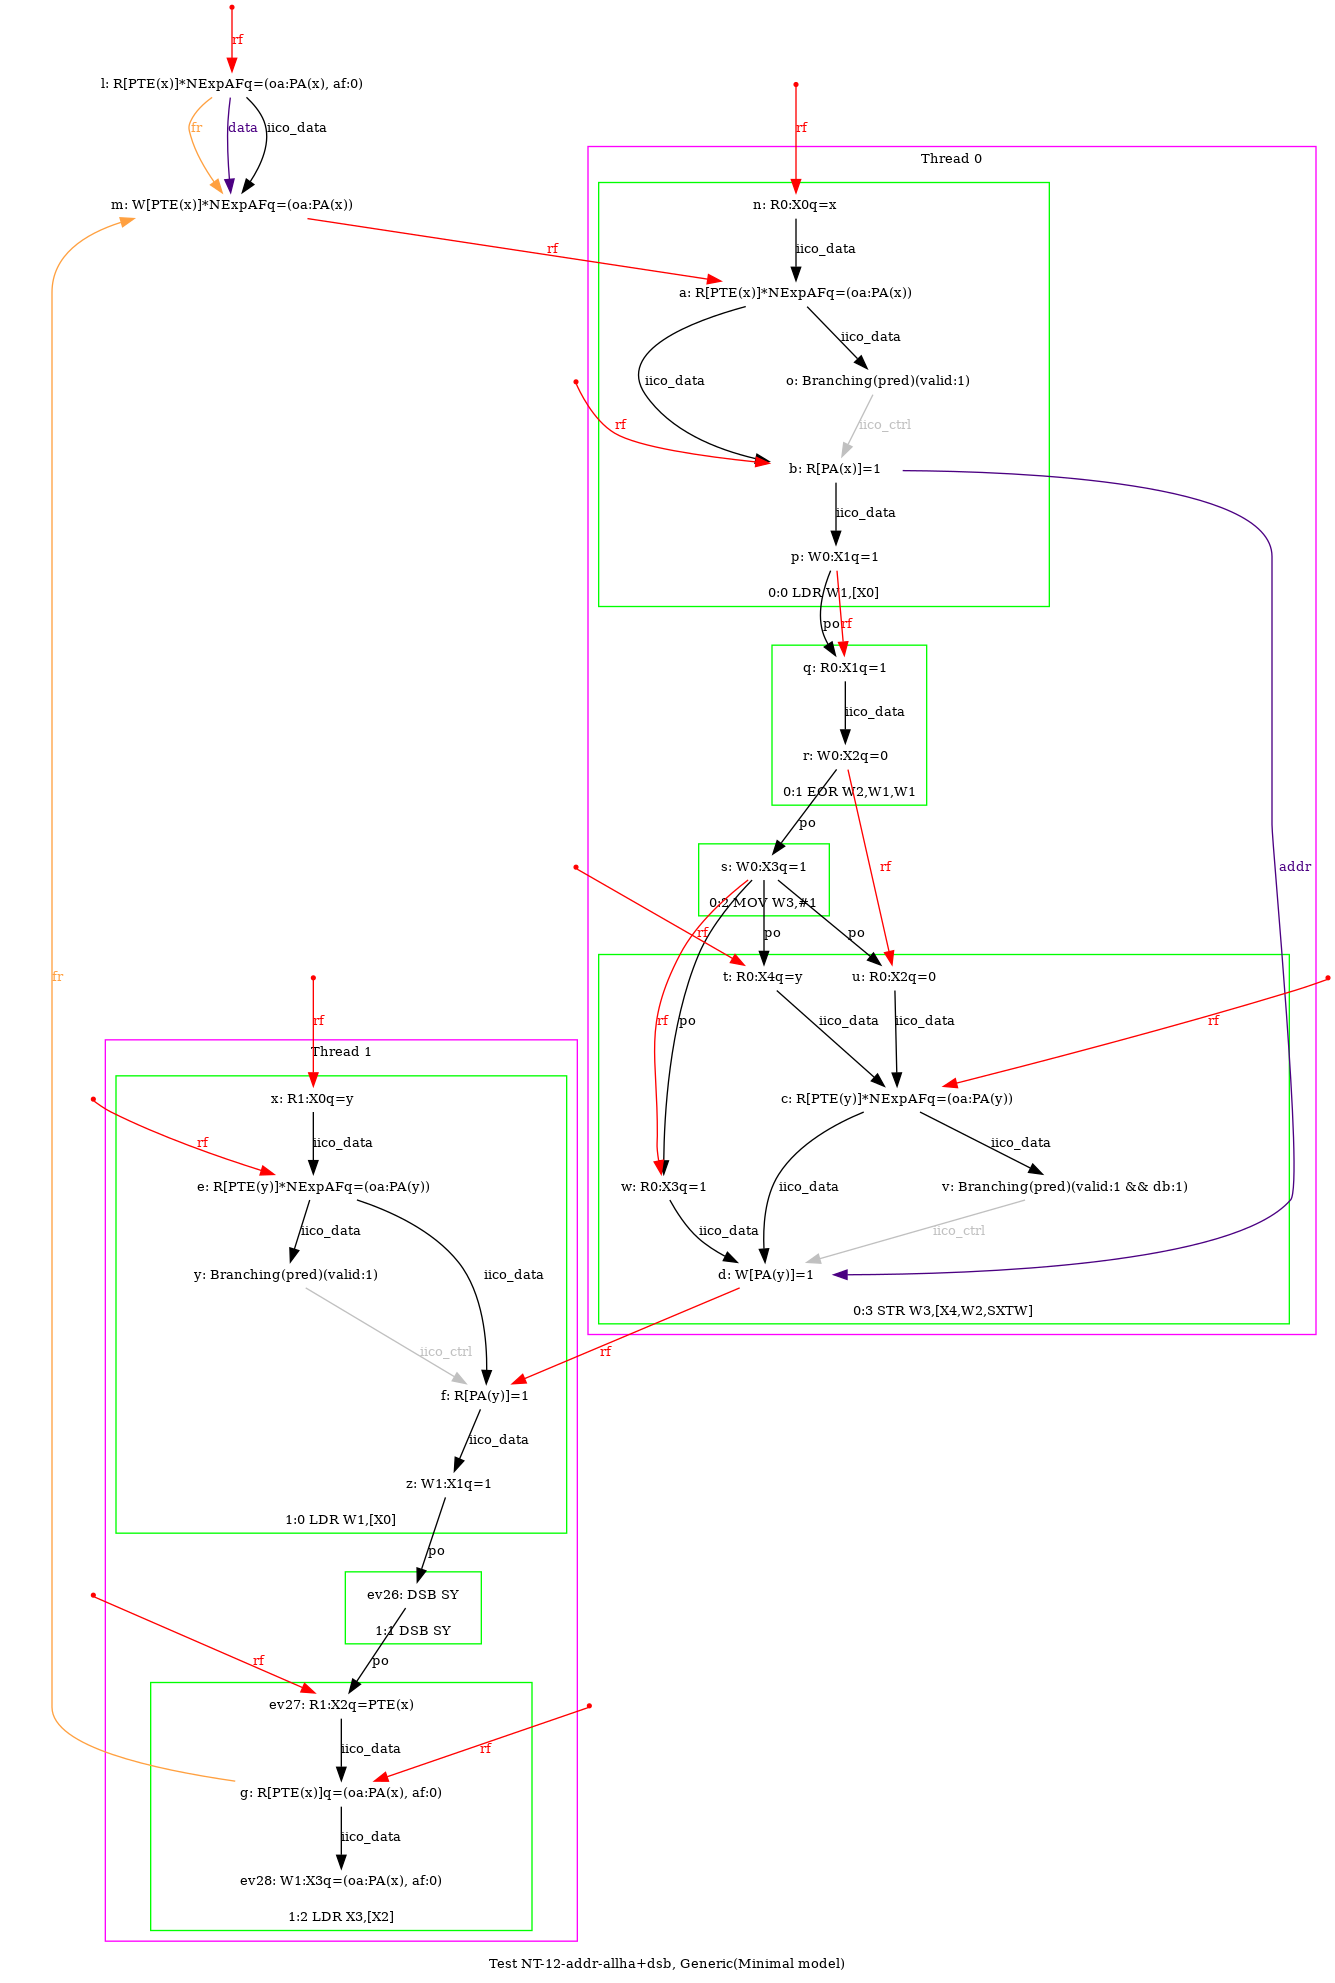 rf
l: R[PTE(x)]*NExpAFq=(oa:PA(x), af:0)
rf
fr
data
iico_data
Thread 0
m: W[PTE(x)]*NExpAFq=(oa:PA(x))
n: R0:X0q=x
rf
iico_data
a: R[PTE(x)]*NExpAFq=(oa:PA(x))
iico_data
iico_data
o: Branching(pred)(valid:1)
rf
iico_ctrl
b: R[PA(x)]=1
iico_data
p: W0:X1q=1
0:0 LDR W1,[X0]
po
rf
q: R0:X1q=1
iico_data
r: W0:X2q=0
0:1 EOR W2,W1,W1
po
s: W0:X3q=1
rf
addr
0:2 MOV W3,#1
rf
po
po
fr
t: R0:X4q=y
u: R0:X2q=0
rf
rf
po
iico_data
iico_data
rf
Thread 1
x: R1:X0q=y
c: R[PTE(y)]*NExpAFq=(oa:PA(y))
rf
iico_data
iico_data
e: R[PTE(y)]*NExpAFq=(oa:PA(y))
w: R0:X3q=1
iico_data
v: Branching(pred)(valid:1 && db:1)
iico_data
iico_data
iico_ctrl
y: Branching(pred)(valid:1)
iico_data
d: W[PA(y)]=1
0:3 STR W3,[X4,W2,SXTW]
iico_ctrl
rf
f: R[PA(y)]=1
iico_data
z: W1:X1q=1
1:0 LDR W1,[X0]
po
ev26: DSB SY
1:1 DSB SY
rf
po
ev27: R1:X2q=PTE(x)
iico_data
rf
g: R[PTE(x)]q=(oa:PA(x), af:0)
iico_data
ev28: W1:X3q=(oa:PA(x), af:0)
1:2 LDR X3,[X2]
Test NT-12-addr-allha+dsb, Generic(Minimal model)